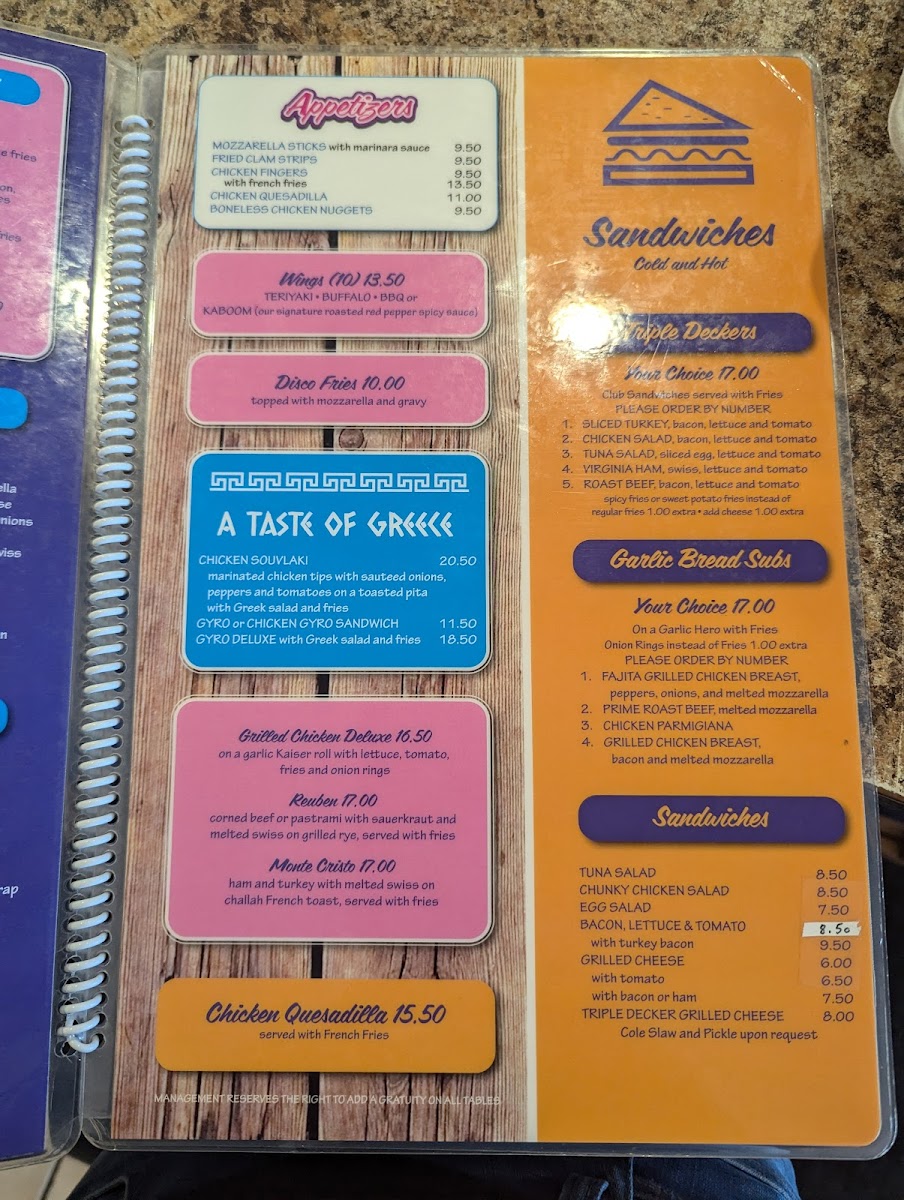 e fries
on,
es
ries
ella
se
onions
wiss
en
rap
Appetizers
MOZZARELLA STICKS with marinara sauce 9.50
FRIED CLAM STRIPS 9.50
CHICKEN FINGERS 9.50
with french fries 13.50
CHICKEN QUESADILLA 11.00
BONELESS CHICKEN NUGGETS 9.50
Wings (10) 13.50
TERIYAKI • BUFFALO • BBQ or
KABOOM (our signature roasted red pepper spicy sauce)
Disco Fries 10.00
topped with mozzarella and gravy
A TASTE OF GREECE
CHICKEN SOUVLAKI 20.50
marinated chicken tips with sauteed onions,
peppers and tomatoes on a toasted pita
with Greek salad and fries
GYRO or CHICKEN GYRO SANDWICH 11.50
GYRO DELUXE with Greek salad and fries 18.50
Grilled Chicken Deluxe 16.50
on a garlic Kaiser roll with lettuce, tomato,
fries and onion rings
Reuben 17.00
corned beef or pastrami with sauerkraut and
melted swiss on grilled rye, served with fries
Monte Cristo 17.00
ham and turkey with melted swiss on
challah French toast, served with fries
Chicken Quesadilla 15.50
served with French Fries
MANAGEMENT RESERVES THE RIGHT TO ADD A GRATUITY ON ALL TABLES
Sandwiches
Cold and Hot
Triple Deckers
Your Choice 17.00
Club Sandwiches served with Fries
PLEASE ORDER BY NUMBER
1. SLICED TURKEY, bacon, lettuce and tomato
2. CHICKEN SALAD, bacon, lettuce and tomato
3. TUNA SALAD, sliced egg, lettuce and tomato
4. VIRGINIA HAM, swiss, lettuce and tomato
5. ROAST BEEF, bacon, lettuce and tomato
spicy fries or sweet potato fries instead of
regular fries 1.00 extra • add cheese 1.00 extra
Garlic Bread Subs
Your Choice 17.00
On a Garlic Hero with Fries
Onion Rings instead of Fries 1.00 extra
PLEASE ORDER BY NUMBER
1. FAJITA GRILLED CHICKEN BREAST,
peppers, onions, and melted mozzarella
2. PRIME ROAST BEEF, melted mozzarella
3. CHICKEN PARMIGIANA
4. GRILLED CHICKEN BREAST,
bacon and melted mozzarella
Sandwiches
TUNA SALAD 8.50
CHUNKY CHICKEN SALAD 8.50
EGG SALAD 7.50
BACON, LETTUCE & TOMATO 8.50
with turkey bacon 9.50
GRILLED CHEESE 6.00
with tomato 6.50
with bacon or ham 7.50
TRIPLE DECKER GRILLED CHEESE 8.00
Cole Slaw and Pickle upon request